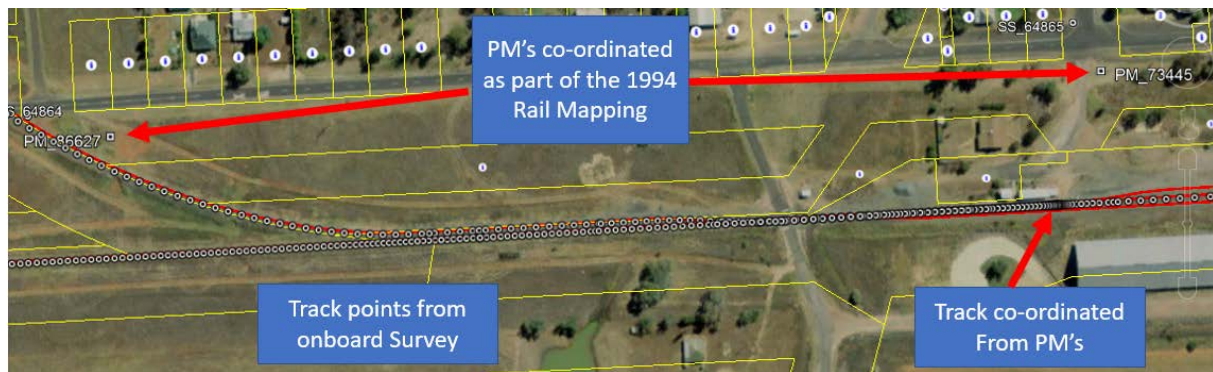 PM's co-ordinated
as part of the 1994
Rail Mapping
SS_64865
PM_73445
S_64864
PM_86627
Track points from
onboard Survey
Track co-ordinated
From PM's